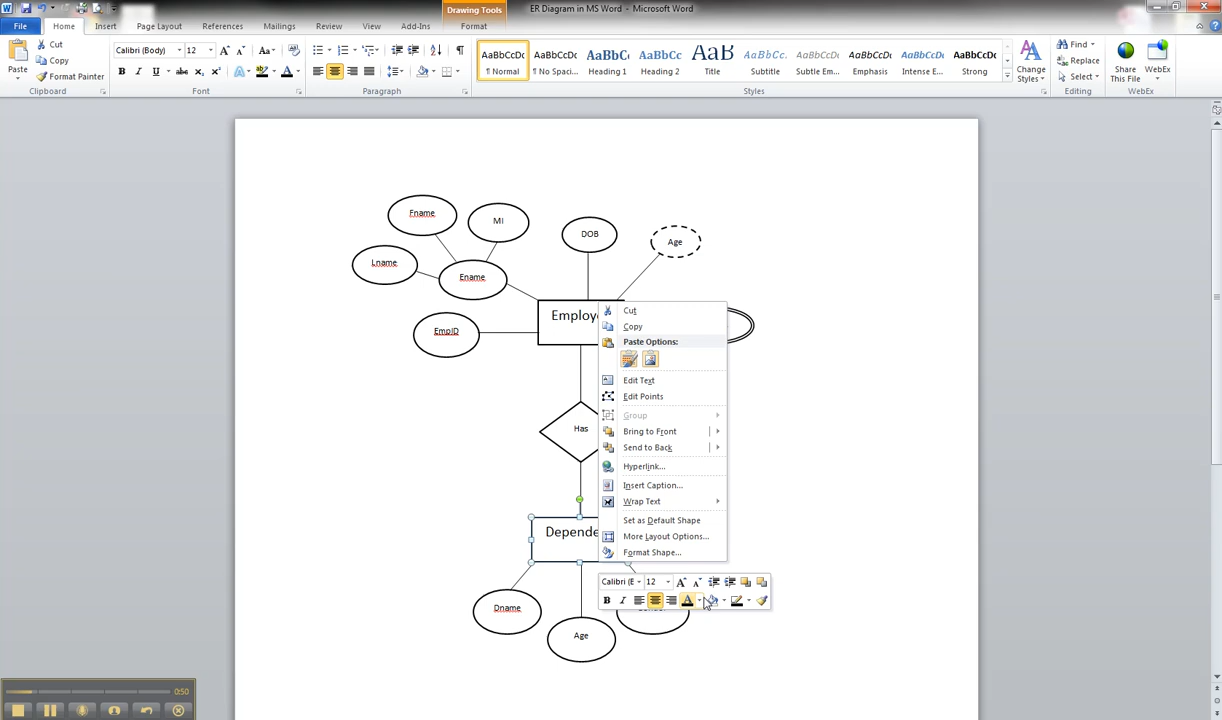 ER Diagram in MS Word - Microsoft Word
Drawing Tools
File Home Insert Page Layout References Mailings Review View Add-Ins Format
Paste
Cut
Copy
Format Painter
Clipboard
Calibri (Body) 12
Font
Paragraph
AaBbCcDc AaBbCcDc AaBbCc AaBbCc AaB AaBbCc. AaBbCcDc AaBbCcDc AaBbCcDc AaBbCcDc
¶ Normal ¶ No Spaci... Heading 1 Heading 2 Title Subtitle Subtle Em... Emphasis Intense E... Strong
Styles
Change Styles
Find
Replace
Select
Editing
Share This File
WebEx
WebEx
Fname
MI
DOB
Age
Lname
Ename
Employ
EmpID
Has
Depende
Dname
Age
Cut
Copy
Paste Options:
Edit Text
Edit Points
Group
Bring to Front
Send to Back
Hyperlink...
Insert Caption...
Wrap Text
Set as Default Shape
More Layout Options...
Format Shape...
Calibri (E 12
0:50